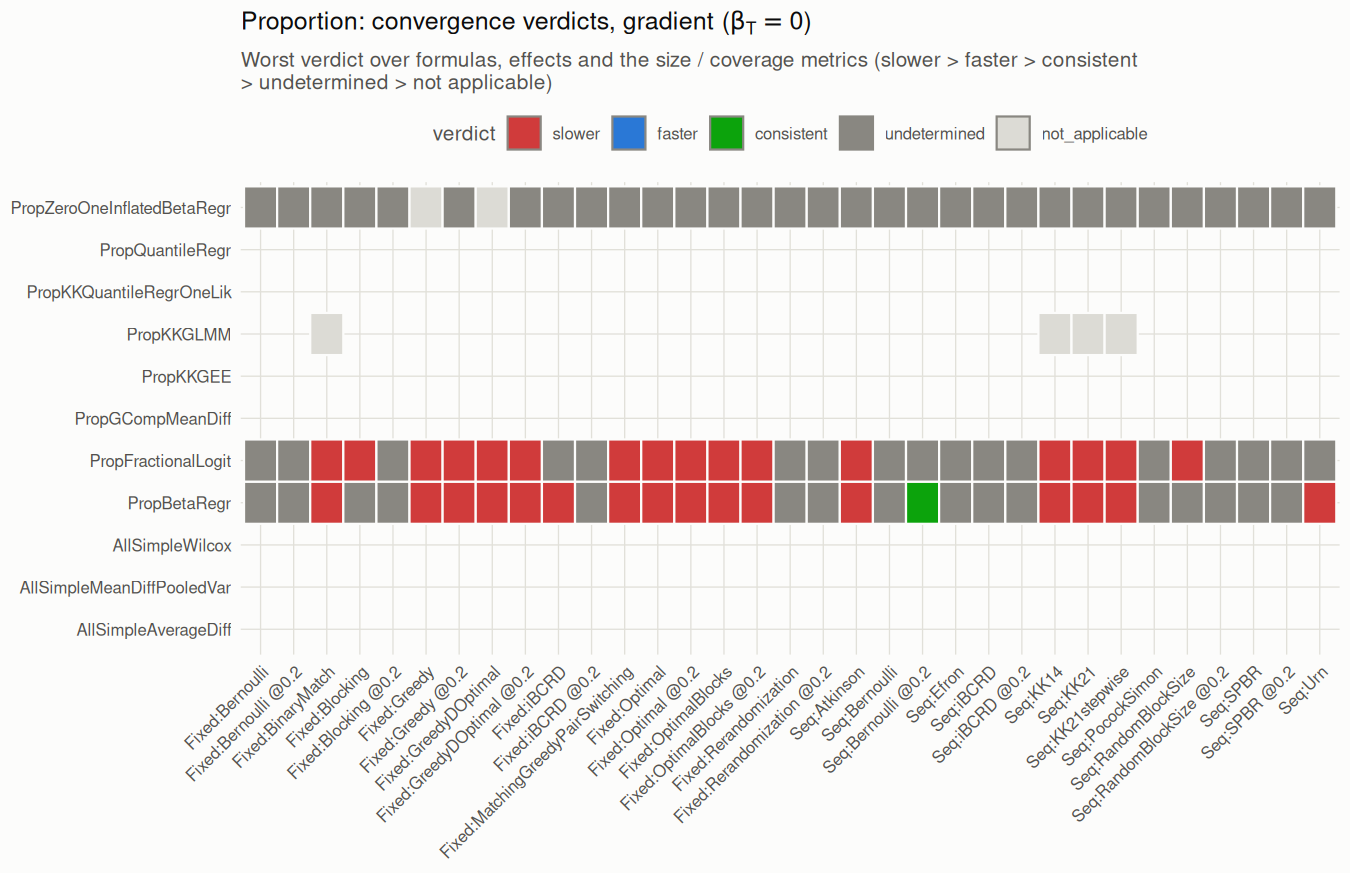 Proportion: convergence verdicts, gradient (βT = 0)
Worst verdict over formulas, effects and the size / coverage metrics (slower > faster > consistent
> undetermined > not applicable)
verdict slower faster consistent undetermined not_applicable
PropZeroOneInflatedBetaRegr
PropQuantileRegr
PropKKQuantileRegrOneLik
PropKKGLMM
PropKKGEE
PropGCompMeanDiff
PropFractionalLogit
PropBetaRegr
AllSimpleWilcox
AllSimpleMeanDiffPooledVar
AllSimpleAverageDiff
Fixed:Bernoulli
Fixed:Bernoulli @0.2
Fixed:BinaryMatch
Fixed:Blocking
Fixed:Blocking @0.2
Fixed:Greedy
Fixed:Greedy @0.2
Fixed:GreedyDOptimal
Fixed:GreedyDOptimal @0.2
Fixed:iBCRD
Fixed:iBCRD @0.2
Fixed:MatchingGreedyPairSwitching
Fixed:Optimal
Fixed:Optimal @0.2
Fixed:OptimalBlocks
Fixed:OptimalBlocks @0.2
Fixed:Rerandomization
Fixed:Rerandomization @0.2
Seq:Atkinson
Seq:Bernoulli
Seq:Bernoulli @0.2
Seq:Efron
Seq:iBCRD
Seq:iBCRD @0.2
Seq:KK14
Seq:KK21
Seq:KK21stepwise
Seq:PocockSimon
Seq:RandomBlockSize
Seq:RandomBlockSize @0.2
Seq:SPBR
Seq:SPBR @0.2
Seq:Urn